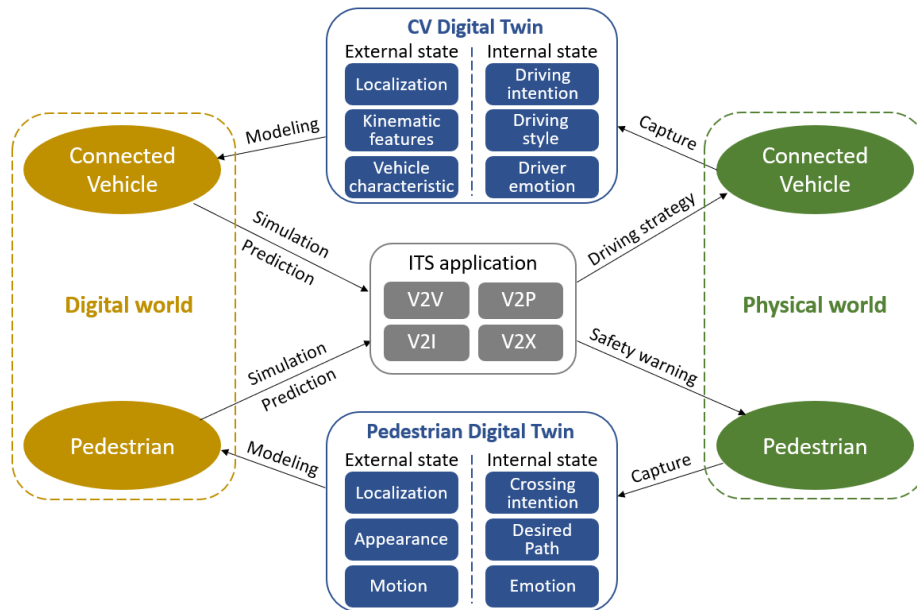 CV Digital Twin
External state
Internal state
Localization
Driving
intention
Kinematic
features
Driving
style
Vehicle
characteristic
Driver
emotion
Modeling
Capture
Connected
Vehicle
Connected
Vehicle
Simulation
Prediction
Driving strategy
ITS application
V2V
V2P
V2I
V2X
Digital world
Physical world
Simulation
Prediction
Safety warning
Pedestrian
Pedestrian
Modeling
Capture
Pedestrian Digital Twin
External state
Internal state
Localization
Crossing
intention
Appearance
Desired
Path
Motion
Emotion